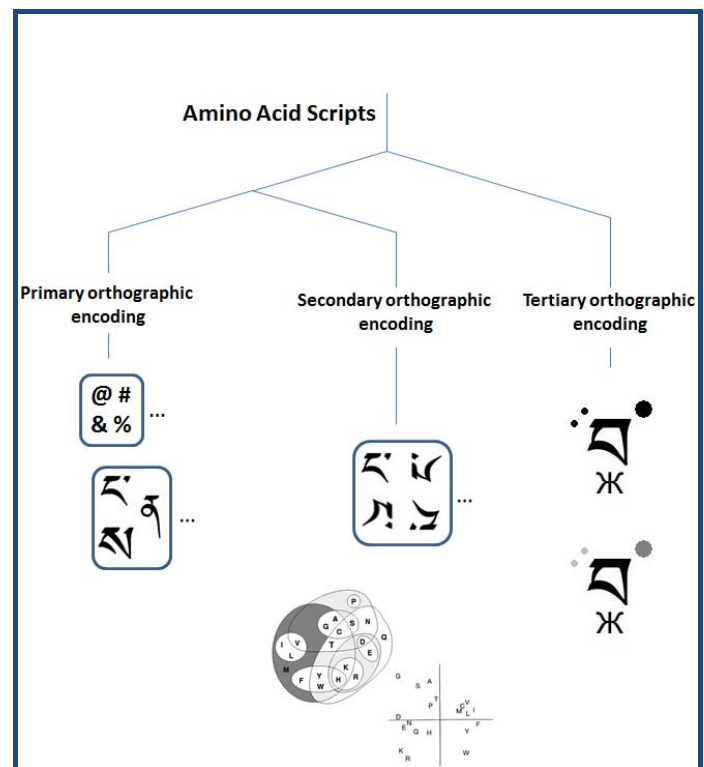 Amino Acid Scripts
Primary orthographic
encoding
Secondary orthographic
encoding
Tertiary orthographic
encoding
@ #
& %
...
...
...
Ж
Ж
P
A
G
S
N
C
I
V
T
D
Q
L
E
M
K
Y
F
H
R
W
G
A
S
T
P
V
C
M
L
I
D
N
E
F
Q
H
Y
K
R
W